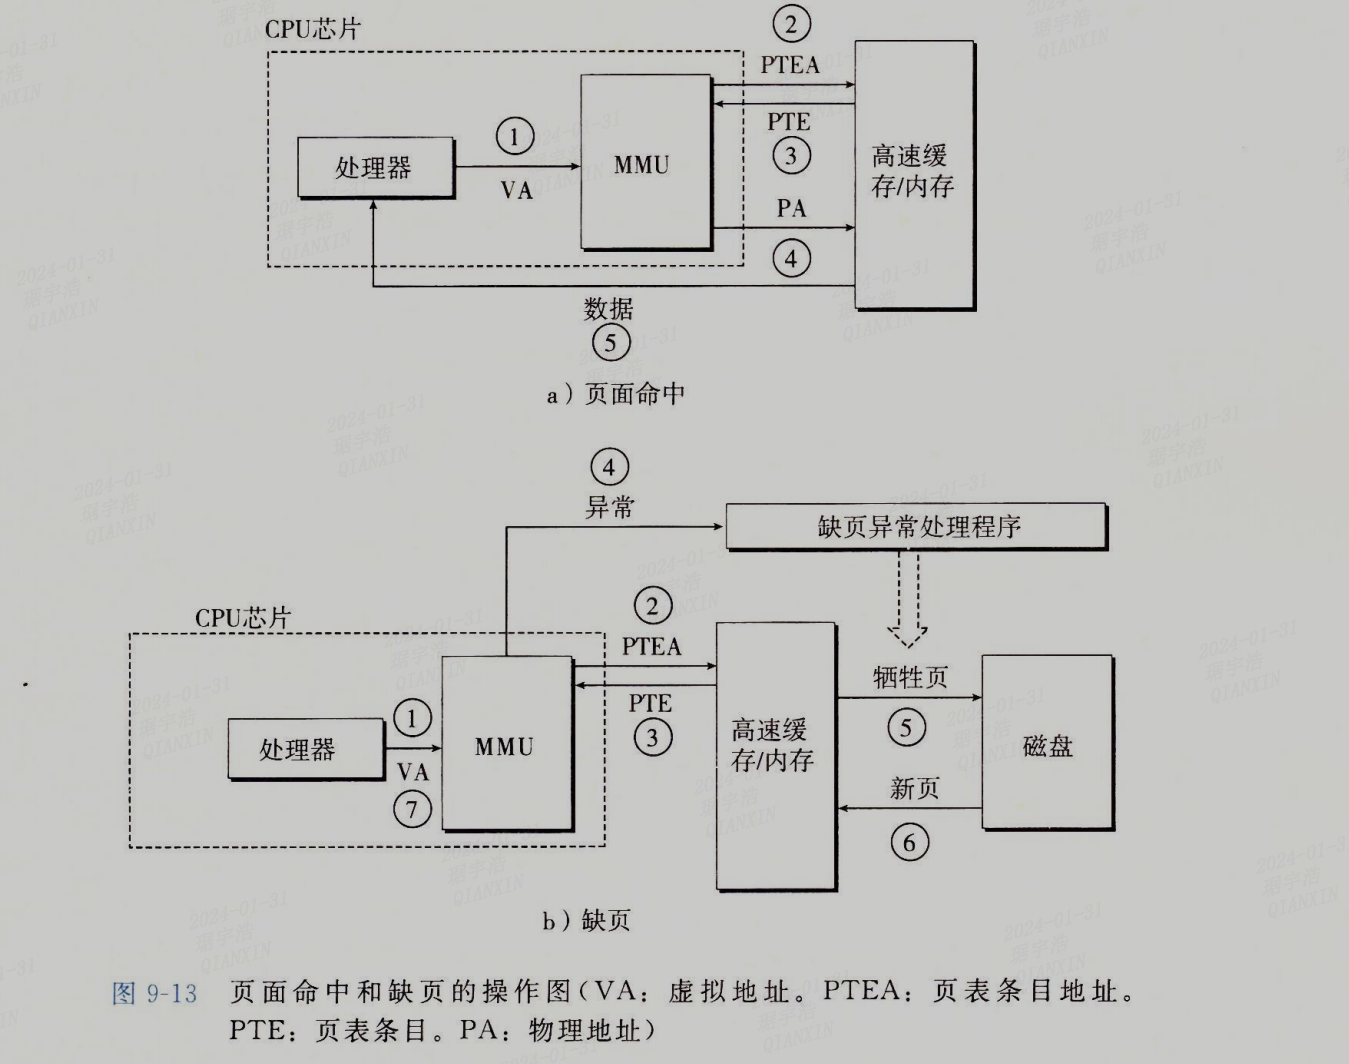 CPU芯片
②
PTEA
①
处理器
VA
MMU
PTE
③
高速缓
存/内存
PA
④
数据
⑤
a）页面命中
④
异常
缺页异常处理程序
CPU芯片
②
PTEA
①
处理器
VA
⑦
MMU
PTE
③
高速缓
存/内存
牺牲页
⑤
磁盘
新页
⑥
b）缺页
图 9-13 页面命中和缺页的操作图（VA：虚拟地址。PTEA：页表条目地址。
PTE：页表条目。PA：物理地址）
2024-01-31
QIANXIN